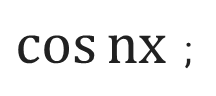 cos nx ;